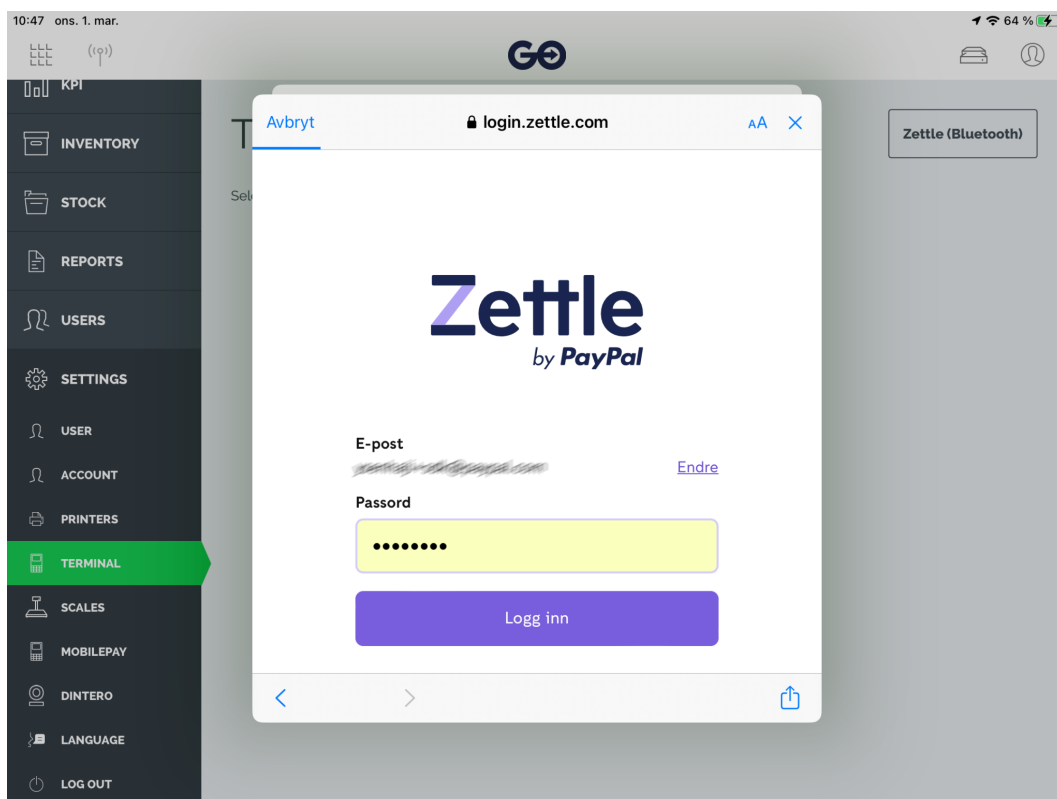 10:47 ons. 1. mar.
64 %
GO
KPI
INVENTORY
STOCK
REPORTS
USERS
SETTINGS
USER
ACCOUNT
PRINTERS
TERMINAL
SCALES
MOBILEPAY
DINTERO
LANGUAGE
LOG OUT
Zettle (Bluetooth)
Avbryt
login.zettle.com
AA
Zettle
by PayPal
E-post
Endre
Passord
Logg inn